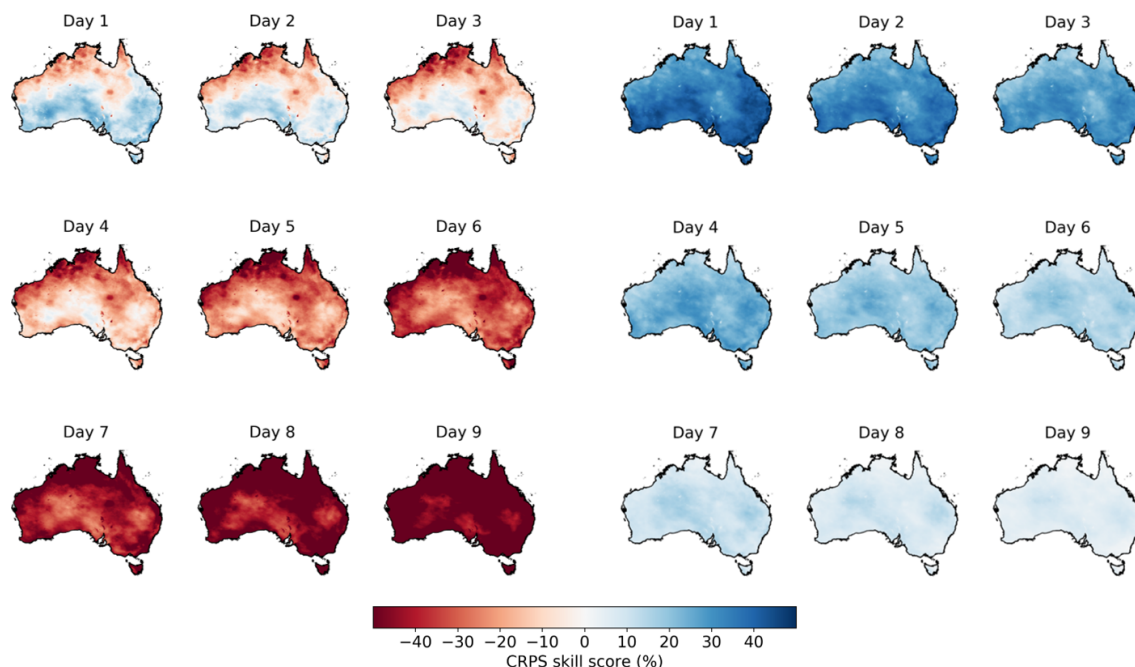 Day 1 Day 2 Day 3 Day 1 Day 2 Day 3
Day 4 Day 5 Day 6 Day 4 Day 5 Day 6
Day 7 Day 8 Day 9 Day 7 Day 8 Day 9
−40 −30 −20 −10 0 10 20 30 40
CRPS skill score (%)